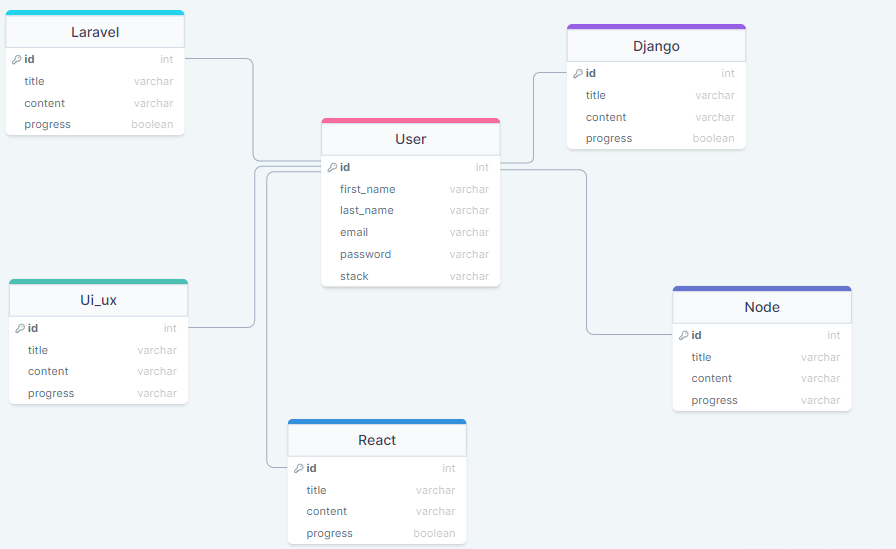 Laravel
id int
title varchar
content varchar
progress boolean
Django
id int
title varchar
content varchar
progress boolean
User
id int
first_name varchar
last_name varchar
email varchar
password varchar
stack varchar
Ui_ux
id int
title varchar
content varchar
progress varchar
Node
id int
title varchar
content varchar
progress varchar
React
id int
title varchar
content varchar
progress boolean